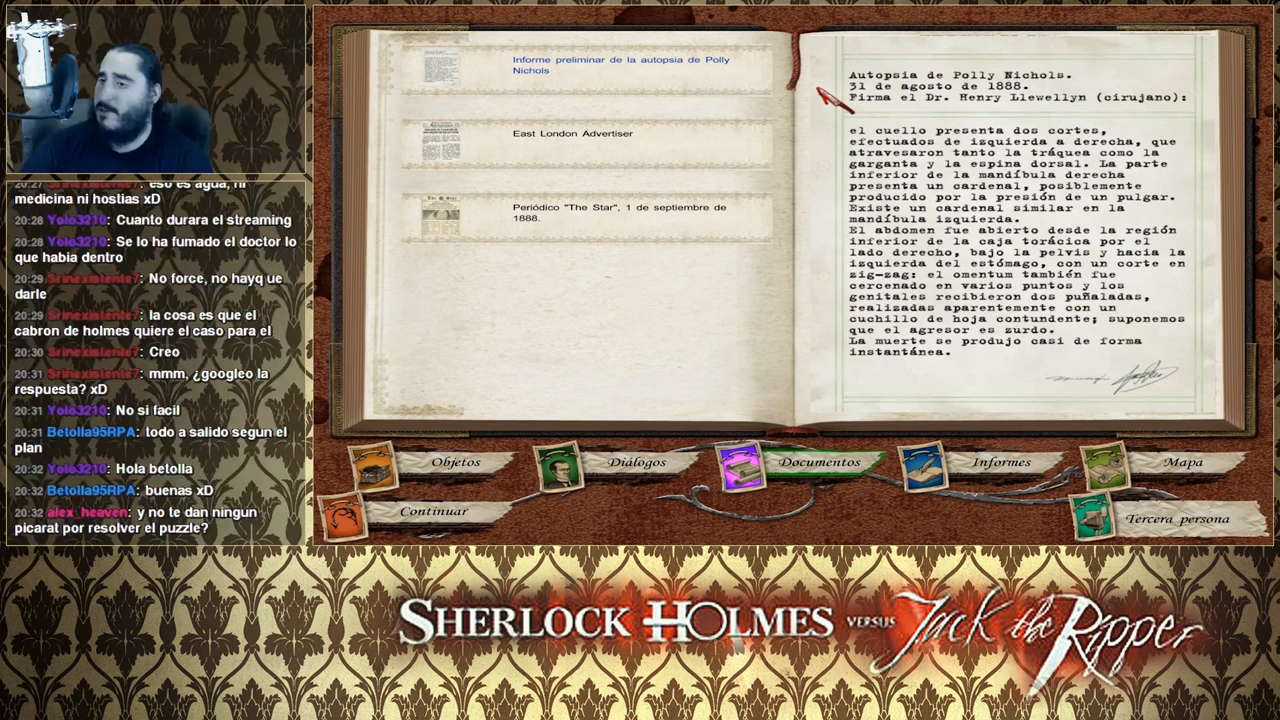 20:27 Srinexistente7: eso es agua, ni
medicina ni hostias xD
20:28 Yolo3210: Cuanto durara el streaming
20:28 Yolo3210: Se lo ha fumado el doctor lo
que habia dentro
20:29 Srinexistente7: No force, no hayq ue
darle
20:29 Srinexistente7: la cosa es que el
cabron de holmes quiere el caso para el
20:30 Srinexistente7: Creo
20:31 Srinexistente7: mmm, ¿googleo la
respuesta? xD
20:31 Yolo3210: No si facil
20:31 Betolla95RPA: todo a salido segun el
plan
20:32 Yolo3210: Hola betolla
20:32 Betolla95RPA: buenas xD
20:32 alex_heaven: y no te dan ningun
picarat por resolver el puzzle?
Informe preliminar de la autopsia de Polly
Nichols
East London Advertiser
Periódico "The Star", 1 de septiembre de
1888.
Autopsia de Polly Nichols.
31 de agosto de 1888.
Firma el Dr. Henry Llewellyn (cirujano):
el cuello presenta dos cortes,
efectuados de izquierda a derecha, que
atravesaron tanto la tráquea como la
garganta y la espina dorsal. La parte
inferior de la mandíbula derecha
presenta un cardenal, posiblemente
producido por la presión de un pulgar.
Existe un cardenal similar en la
mandíbula izquierda.
El abdomen fue abierto desde la región
inferior de la caja torácica por el
lado derecho, bajo la pelvis y hacia la
izquierda del estómago, con un corte en
zig-zag: el omentum también fue
cercenado en varios puntos y los
genitales recibieron dos puñaladas,
realizadas aparentemente con un
cuchillo de hoja contundente; suponemos
que el agresor es zurdo.
La muerte se produjo casi de forma
instantánea.
Objetos
Diálogos
Documentos
Informes
Mapa
Continuar
Tercera persona
SHERLOCK HOLMES VERSUS Jack the Ripper